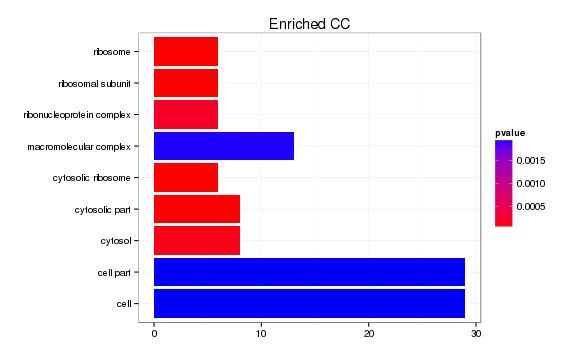 Enriched CC
ribosome
ribosomal subunit
ribonucleoprotein complex
macromolecular complex
cytosolic ribosome
cytosolic part
cytosol
cell part
cell
0 10 20 30
pvalue
0.0015
0.0010
0.0005